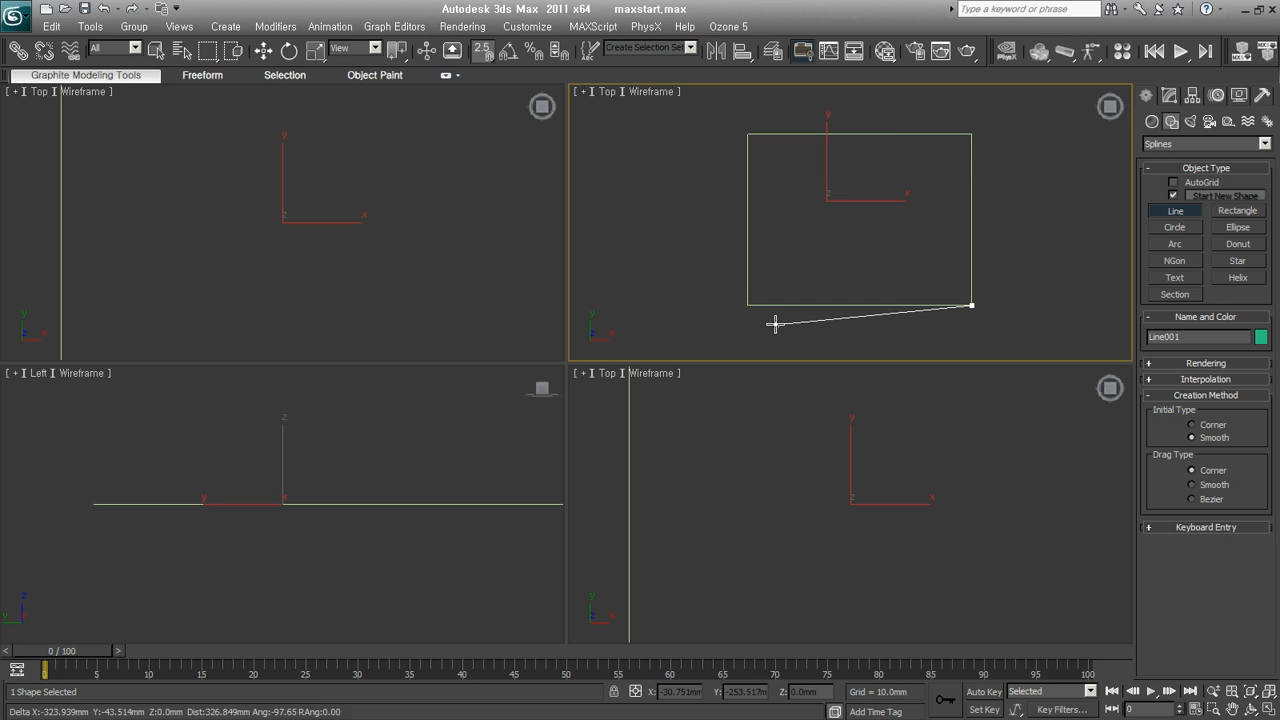 Autodesk 3ds Max 2011 x64 maxstart.max
Type a keyword or phrase
Edit Tools Group Views Create Modifiers Animation Graph Editors Rendering Customize MAXScript PhysX Help Ozone 5
All
View
2.5
Create Selection Set
Graphite Modeling Tools Freeform Selection Object Paint
[ + ] Top ] Wireframe ]
y
x
z
y
z
x
[ + ] Top ] Wireframe ]
y
x
z
y
z
x
[ + ] Left ] Wireframe ]
z
y
x
z
y
[ + ] Top ] Wireframe ]
y
x
z
y
z
x
Splines
- Object Type
AutoGrid
Start New Shape
Line Rectangle
Circle Ellipse
Arc Donut
NGon Star
Text Helix
Section
- Name and Color
Line001
+ Rendering
+ Interpolation
- Creation Method
Initial Type
Corner
Smooth
Drag Type
Corner
Smooth
Bezier
+ Keyboard Entry
< 0 / 100 >
0 5 10 15 20 25 30 35 40 45 50 55 60 65 70 75 80 85 90 95 100
1 Shape Selected X: -30.751mm Y: -253.517m Z: 0.0mm Grid = 10.0mm Auto Key Selected
Delta X:-323.939mm Y:-43.514mm Z:0.0mm Dist:326.849mm Ang:-97.65 RAng:0.00 Add Time Tag Set Key Key Filters... 0